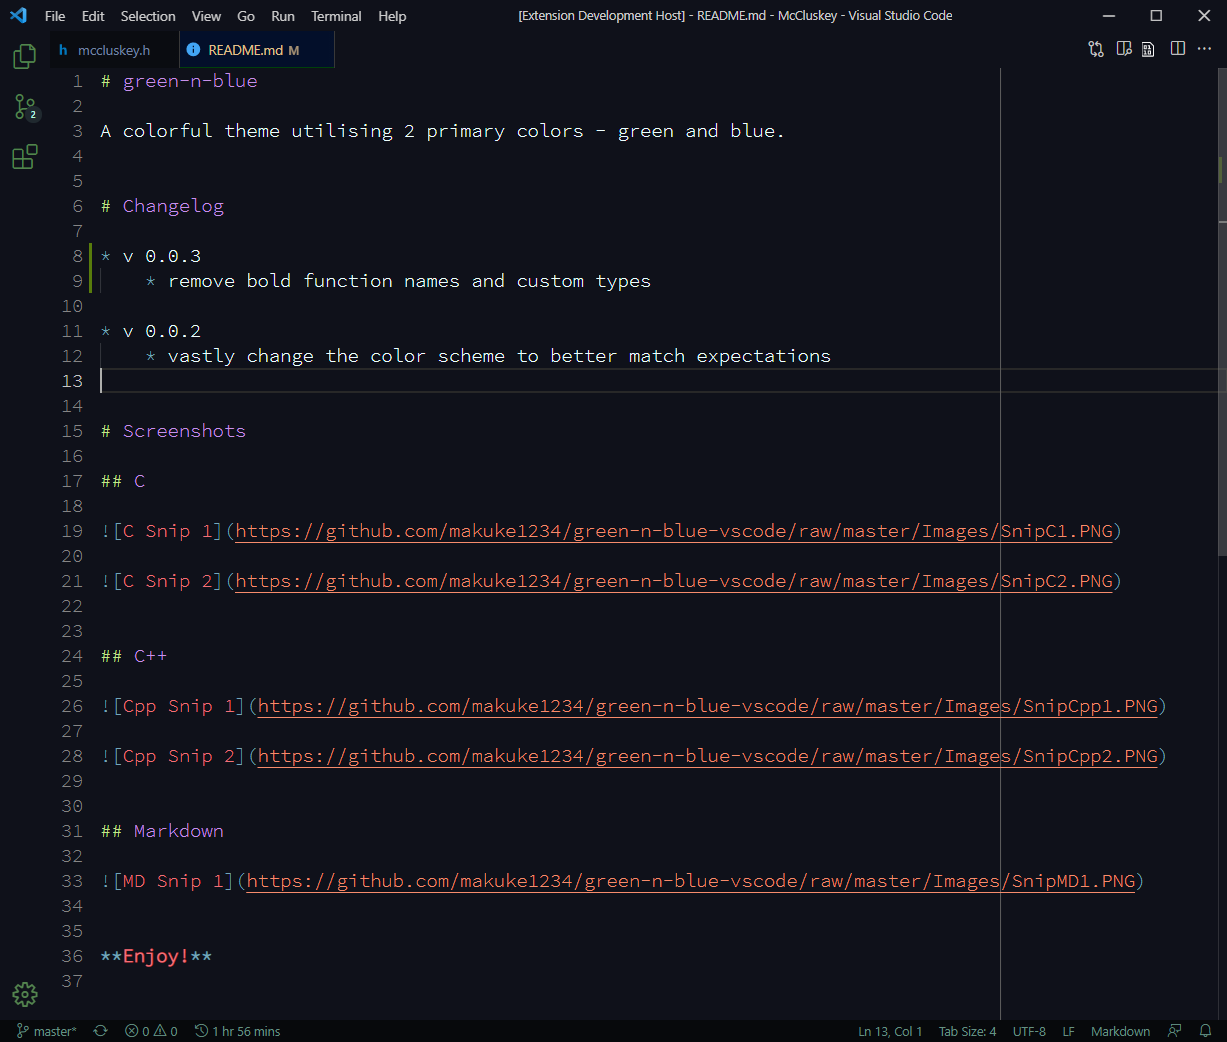 File Edit Selection View Go Run Terminal Help [Extension Development Host] - README.md - McCluskey - Visual Studio Code
h mccluskey.h README.md M
2
1 # green-n-blue
2
3 A colorful theme utilising 2 primary colors - green and blue.
4
5
6 # Changelog
7
8 * v 0.0.3
9 * remove bold function names and custom types
10
11 * v 0.0.2
12 * vastly change the color scheme to better match expectations
13
14
15 # Screenshots
16
17 ## C
18
19 ![C Snip 1](https://github.com/makuke1234/green-n-blue-vscode/raw/master/Images/SnipC1.PNG)
20
21 ![C Snip 2](https://github.com/makuke1234/green-n-blue-vscode/raw/master/Images/SnipC2.PNG)
22
23
24 ## C++
25
26 ![Cpp Snip 1](https://github.com/makuke1234/green-n-blue-vscode/raw/master/Images/SnipCpp1.PNG)
27
28 ![Cpp Snip 2](https://github.com/makuke1234/green-n-blue-vscode/raw/master/Images/SnipCpp2.PNG)
29
30
31 ## Markdown
32
33 ![MD Snip 1](https://github.com/makuke1234/green-n-blue-vscode/raw/master/Images/SnipMD1.PNG)
34
35
36 **Enjoy!**
37
master* 0 0 1 hr 56 mins Ln 13, Col 1 Tab Size: 4 UTF-8 LF Markdown